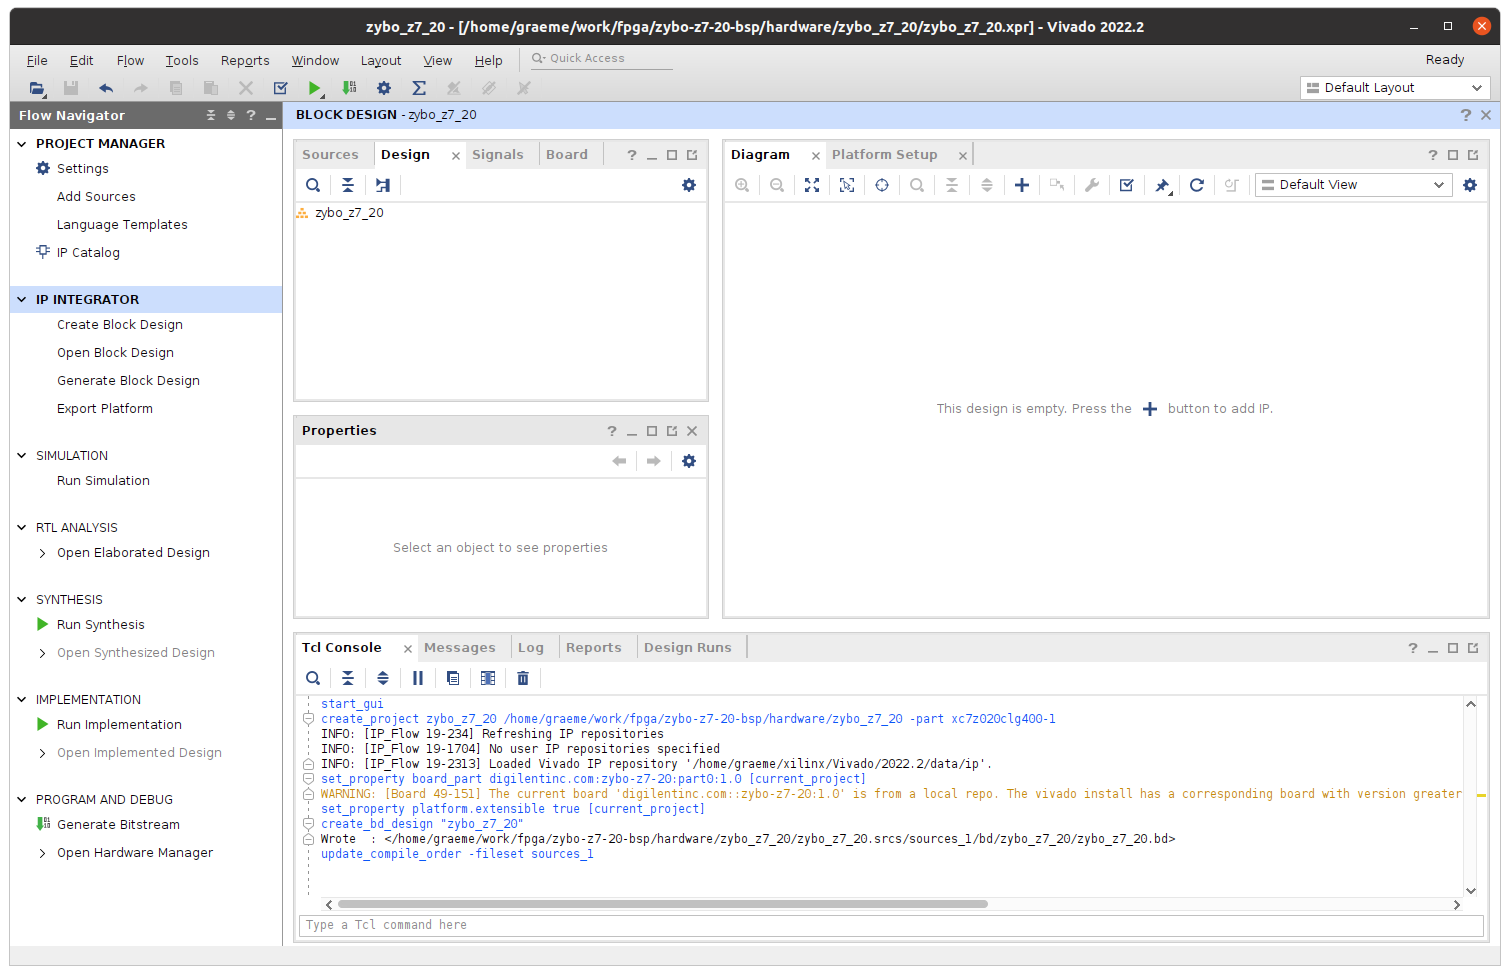 zybo_z7_20 - [/home/graeme/work/fpga/zybo-z7-20-bsp/hardware/zybo_z7_20/zybo_z7_20.xpr] - Vivado 2022.2
File Edit Flow Tools Reports Window Layout View Help Quick Access Ready
Default Layout
Flow Navigator
PROJECT MANAGER
Settings
Add Sources
Language Templates
IP Catalog
IP INTEGRATOR
Create Block Design
Open Block Design
Generate Block Design
Export Platform
SIMULATION
Run Simulation
RTL ANALYSIS
Open Elaborated Design
SYNTHESIS
Run Synthesis
Open Synthesized Design
IMPLEMENTATION
Run Implementation
Open Implemented Design
PROGRAM AND DEBUG
Generate Bitstream
Open Hardware Manager
BLOCK DESIGN - zybo_z7_20
Sources Design Signals Board
zybo_z7_20
Properties
Select an object to see properties
Diagram Platform Setup
Default View
This design is empty. Press the + button to add IP.
Tcl Console Messages Log Reports Design Runs
start_gui
create_project zybo_z7_20 /home/graeme/work/fpga/zybo-z7-20-bsp/hardware/zybo_z7_20 -part xc7z020clg400-1
INFO: [IP_Flow 19-234] Refreshing IP repositories
INFO: [IP_Flow 19-1704] No user IP repositories specified
INFO: [IP_Flow 19-2313] Loaded Vivado IP repository '/home/graeme/xilinx/Vivado/2022.2/data/ip'.
set_property board_part digilentinc.com:zybo-z7-20:part0:1.0 [current_project]
WARNING: [Board 49-151] The current board 'digilentinc.com::zybo-z7-20:1.0' is from a local repo. The vivado install has a corresponding board with version greater
set_property platform.extensible true [current_project]
create_bd_design "zybo_z7_20"
Wrote  : </home/graeme/work/fpga/zybo-z7-20-bsp/hardware/zybo_z7_20/zybo_z7_20.srcs/sources_1/bd/zybo_z7_20/zybo_z7_20.bd>
update_compile_order -fileset sources_1
Type a Tcl command here